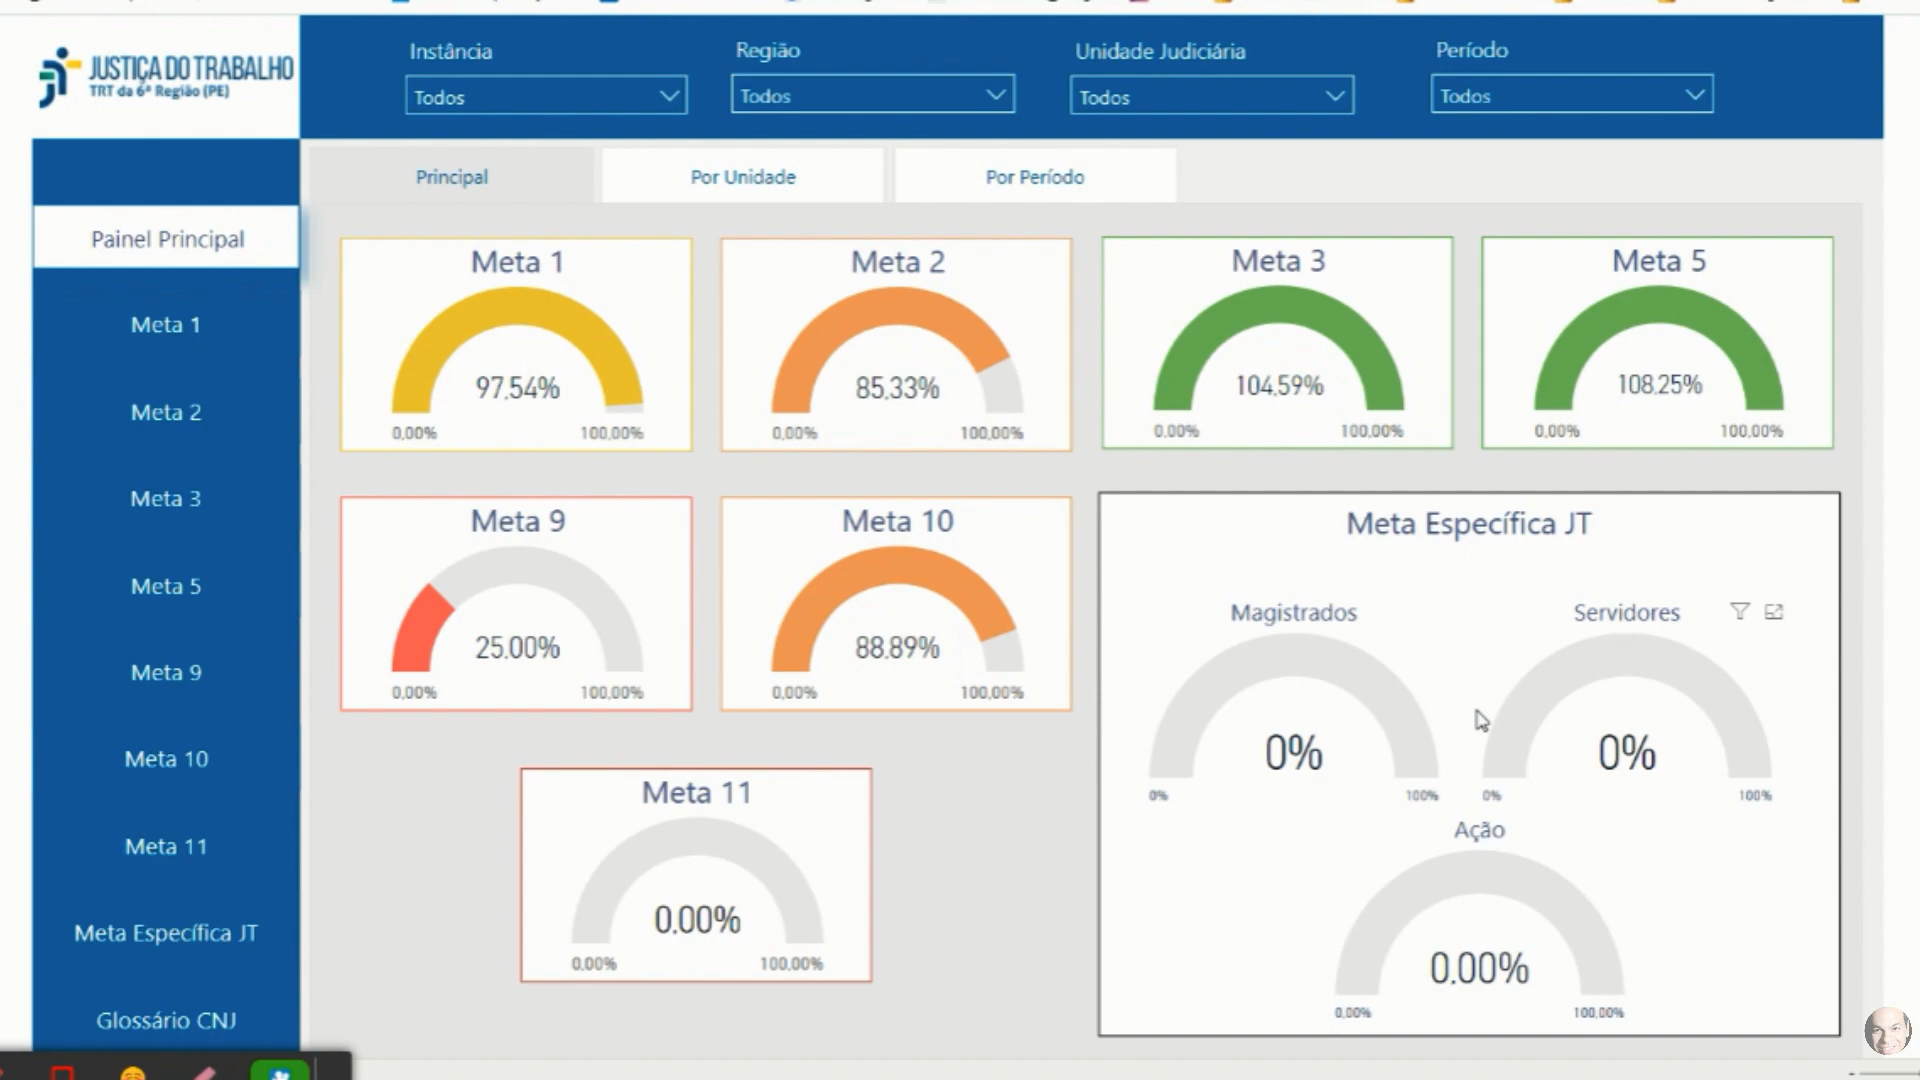 JUSTIÇA DO TRABALHO
TRT da 6ª Região (PE)
Instância
Todos
Região
Todos
Unidade Judiciária
Todos
Período
Todos
Principal
Por Unidade
Por Período
Painel Principal
Meta 1
Meta 2
Meta 3
Meta 5
Meta 9
Meta 10
Meta 11
Meta Específica JT
Glossário CNJ
Meta 1
97,54%
0,00% 100,00%
Meta 2
85,33%
0,00% 100,00%
Meta 3
104,59%
0,00% 100,00%
Meta 5
108,25%
0,00% 100,00%
Meta 9
25,00%
0,00% 100,00%
Meta 10
88,89%
0,00% 100,00%
Meta 11
0,00%
0,00% 100,00%
Meta Específica JT
Magistrados
0%
0% 100%
Servidores
0%
0% 100%
Ação
0,00%
0,00% 100,00%